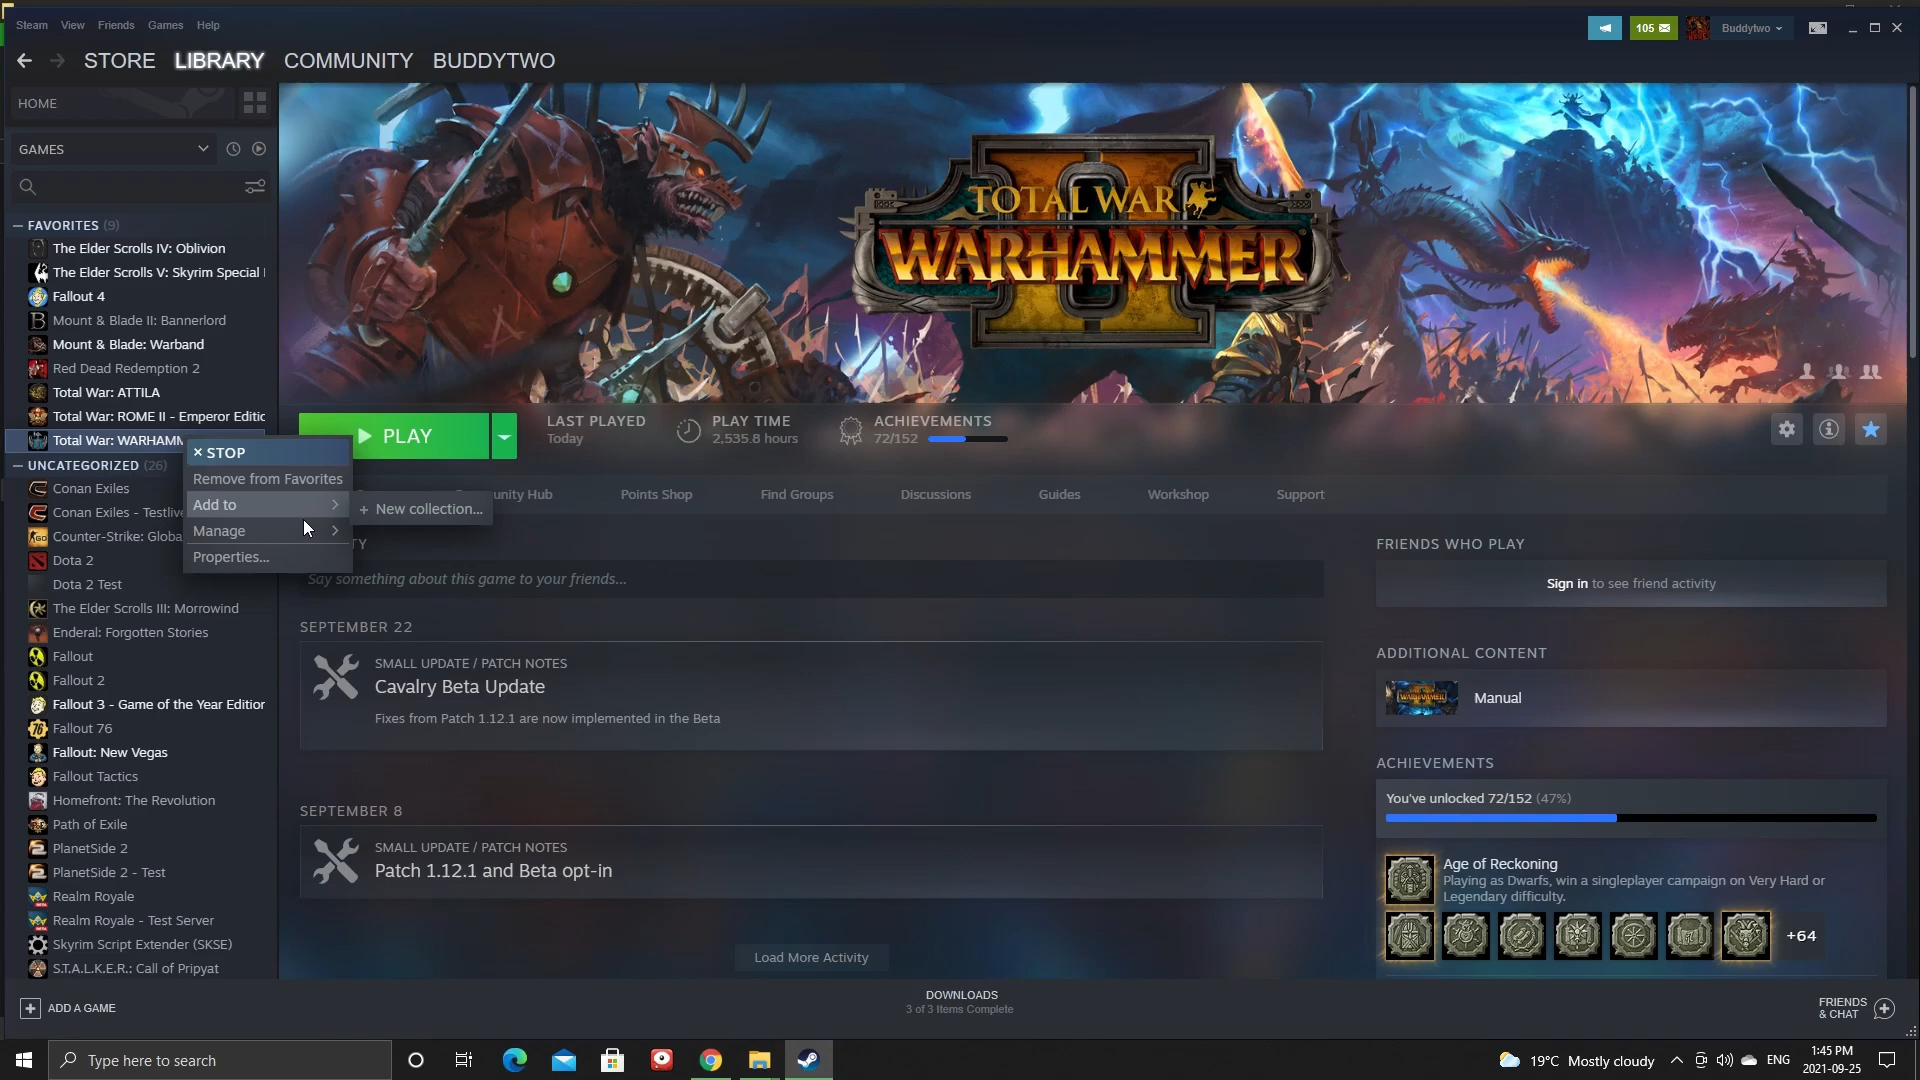 Steam View Friends Games Help
105
Buddytwo
STORE LIBRARY COMMUNITY BUDDYTWO
HOME
GAMES
FAVORITES (9)
The Elder Scrolls IV: Oblivion
The Elder Scrolls V: Skyrim Special
Fallout 4
Mount & Blade II: Bannerlord
Mount & Blade: Warband
Red Dead Redemption 2
Total War: ATTILA
Total War: ROME II - Emperor Editic
Total War: WARHAMM
UNCATEGORIZED (26)
Conan Exiles
Conan Exiles - Testlive
Counter-Strike: Globa
Dota 2
Dota 2 Test
The Elder Scrolls III: Morrowind
Enderal: Forgotten Stories
Fallout
Fallout 2
Fallout 3 - Game of the Year Edition
Fallout 76
Fallout: New Vegas
Fallout Tactics
Homefront: The Revolution
Path of Exile
PlanetSide 2
PlanetSide 2 - Test
Realm Royale
Realm Royale - Test Server
Skyrim Script Extender (SKSE)
S.T.A.L.K.E.R.: Call of Pripyat
× STOP
Remove from Favorites
Add to
Manage
Properties...
+ New collection...
TOTAL WAR
WARHAMMER
II
PLAY
LAST PLAYED
Today
PLAY TIME
2,535.8 hours
ACHIEVEMENTS
72/152
unity Hub Points Shop Find Groups Discussions Guides Workshop Support
TY
Say something about this game to your friends...
SEPTEMBER 22
SMALL UPDATE / PATCH NOTES
Cavalry Beta Update
Fixes from Patch 1.12.1 are now implemented in the Beta
SEPTEMBER 8
SMALL UPDATE / PATCH NOTES
Patch 1.12.1 and Beta opt-in
Load More Activity
FRIENDS WHO PLAY
Sign in to see friend activity
ADDITIONAL CONTENT
Manual
ACHIEVEMENTS
You've unlocked 72/152 (47%)
Age of Reckoning
Playing as Dwarfs, win a singleplayer campaign on Very Hard or
Legendary difficulty.
+64
ADD A GAME
DOWNLOADS
3 of 3 Items Complete
FRIENDS
& CHAT
Type here to search
19°C Mostly cloudy
ENG
1:45 PM
2021-09-25